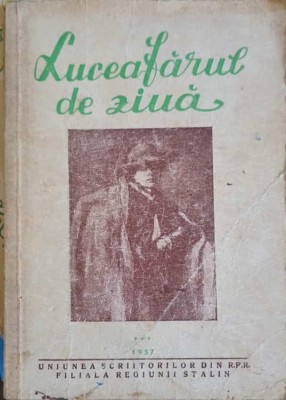 Luceafărul
de ziuă
* * *
1957
UNIUNEA SCRIITORILOR DIN R.P.R.
FILIALA REGIUNII STALIN